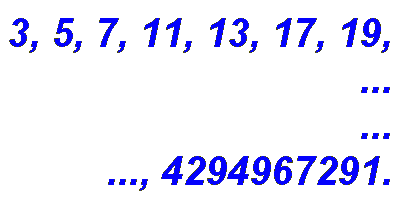 3, 5, 7, 11, 13, 17, 19,
...
...
..., 4294967291.